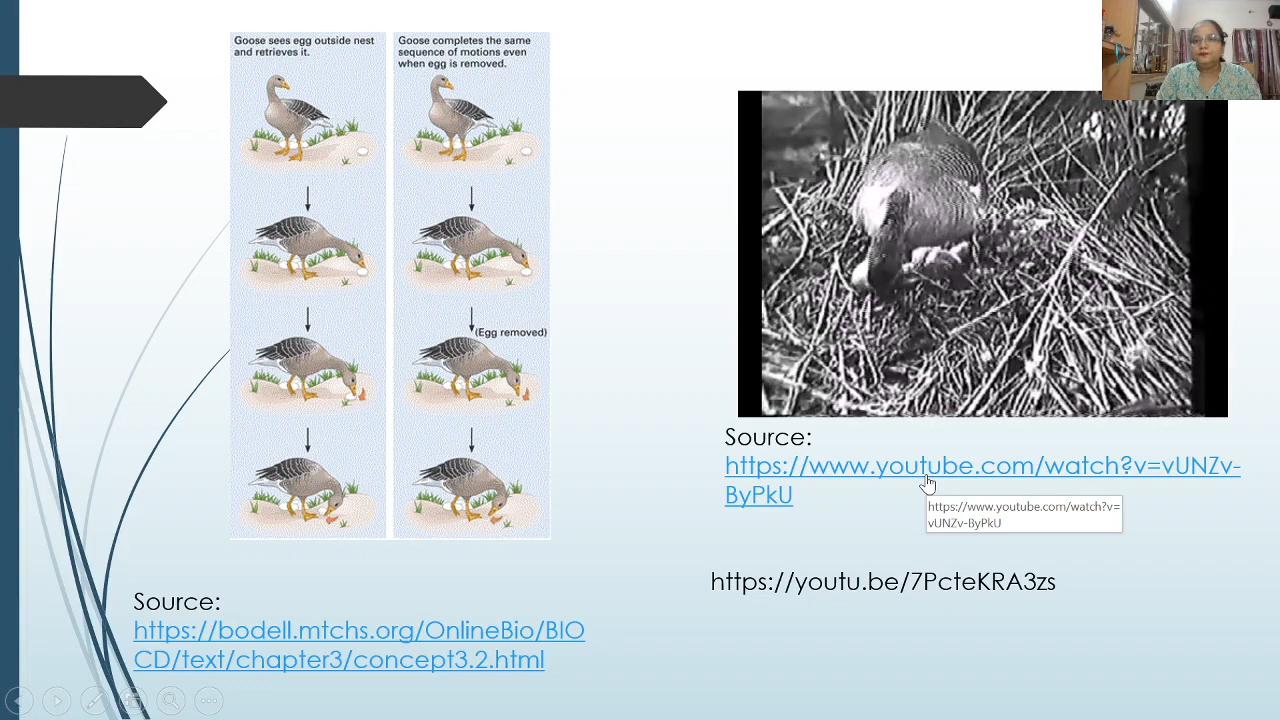 Goose sees egg outside nest
and retrieves it.
Goose completes the same
sequence of motions even
when egg is removed.
(Egg removed)
Source:
https://www.youtube.com/watch?v=vUNZv-
ByPkU
https://www.youtube.com/watch?v=
vUNZv-ByPkU
https://youtu.be/7PcteKRA3zs
Source:
https://bodell.mtchs.org/OnlineBio/BIO
CD/text/chapter3/concept3.2.html